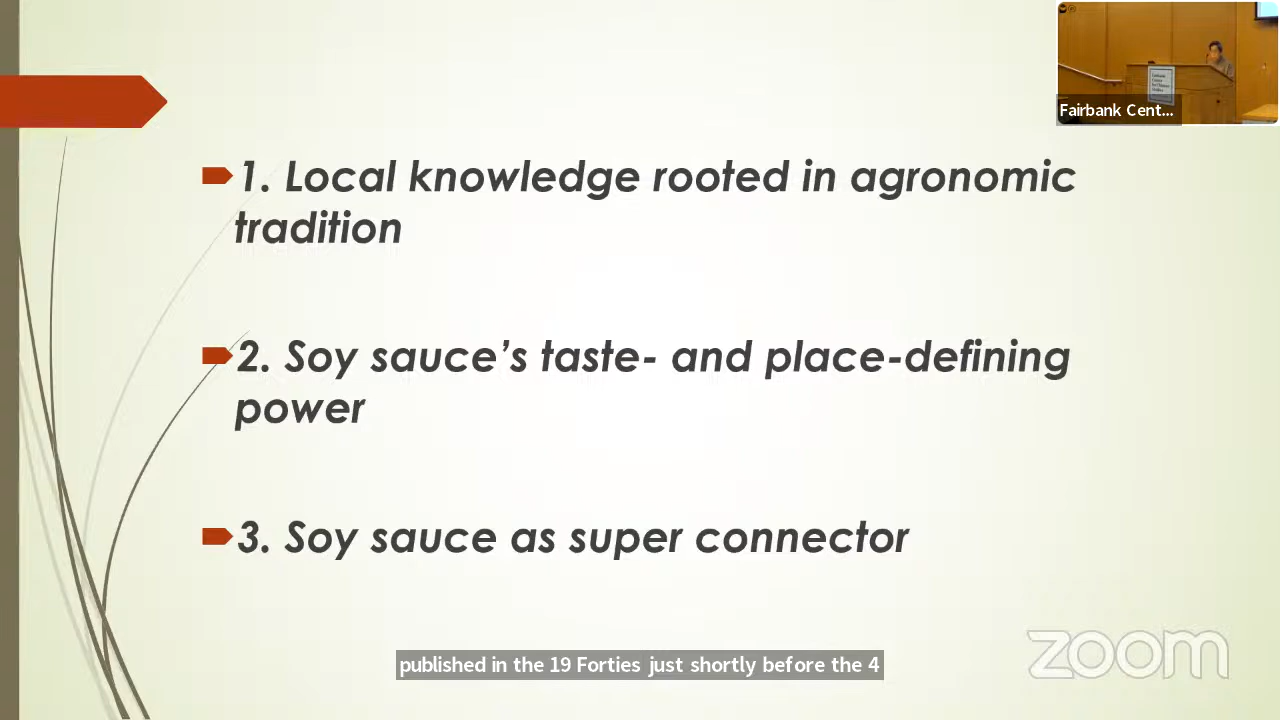 Fairbank Cent...
1. Local knowledge rooted in agronomic
tradition
2. Soy sauce's taste- and place-defining
power
3. Soy sauce as super connector
published in the 19 Forties just shortly before the 4
zoom